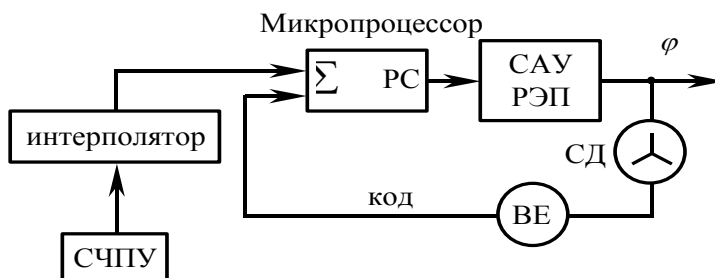 Микропроцессор
φ
Σ РС
САУ
РЭП
интерполятор
СД
код
ВЕ
СЧПУ